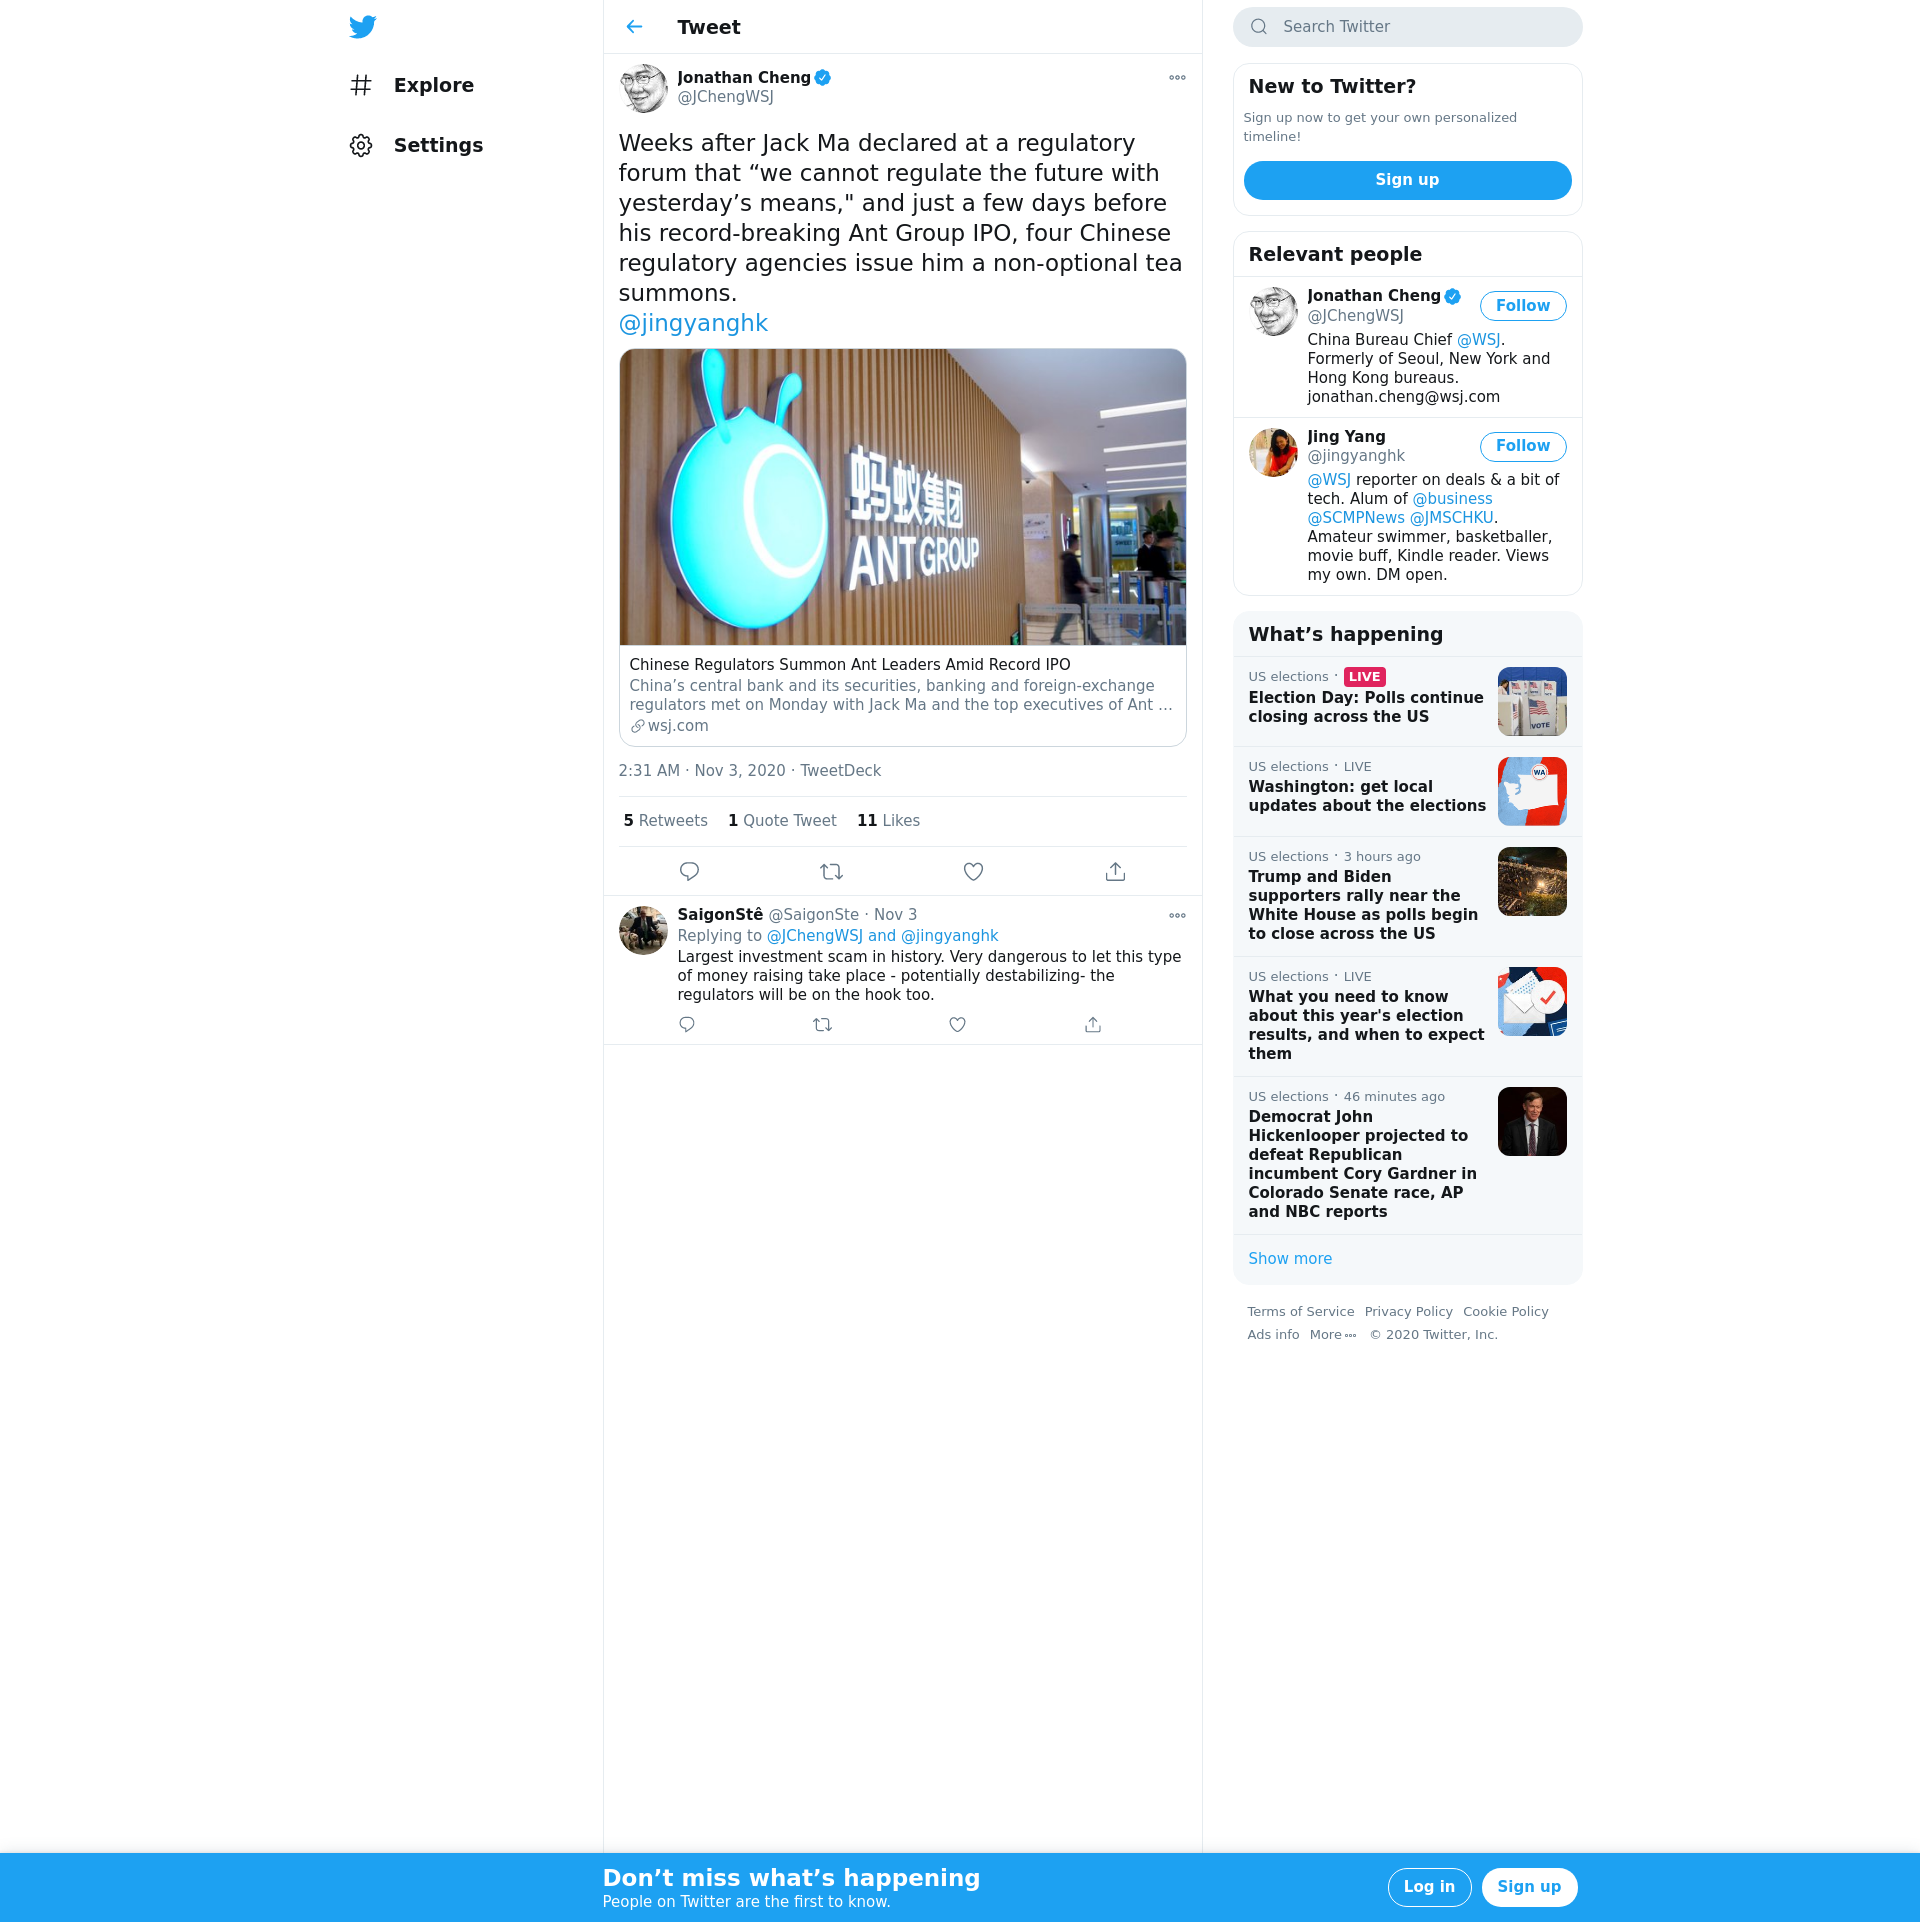 Explore
Settings
Tweet
Jonathan Cheng
@JChengWSJ
Weeks after Jack Ma declared at a regulatory
forum that “we cannot regulate the future with
yesterday’s means," and just a few days before
his record-breaking Ant Group IPO, four Chinese
regulatory agencies issue him a non-optional tea
summons.
@jingyanghk
蚂蚁集团
ANT GROUP
Chinese Regulators Summon Ant Leaders Amid Record IPO
China’s central bank and its securities, banking and foreign-exchange
regulators met on Monday with Jack Ma and the top executives of Ant …
wsj.com
2:31 AM · Nov 3, 2020 · TweetDeck
5 Retweets 1 Quote Tweet 11 Likes
SaigonStê @SaigonSte · Nov 3
Replying to @JChengWSJ and @jingyanghk
Largest investment scam in history. Very dangerous to let this type
of money raising take place - potentially destabilizing- the
regulators will be on the hook too.
Search Twitter
New to Twitter?
Sign up now to get your own personalized
timeline!
Sign up
Relevant people
Jonathan Cheng
@JChengWSJ
Follow
China Bureau Chief @WSJ.
Formerly of Seoul, New York and
Hong Kong bureaus.
jonathan.cheng@wsj.com
Jing Yang
@jingyanghk
Follow
@WSJ reporter on deals & a bit of
tech. Alum of @business
@SCMPNews @JMSCHKU.
Amateur swimmer, basketballer,
movie buff, Kindle reader. Views
my own. DM open.
What’s happening
US elections · LIVE
Election Day: Polls continue
closing across the US
VOTE
US elections · LIVE
Washington: get local
updates about the elections
WA
US elections · 3 hours ago
Trump and Biden
supporters rally near the
White House as polls begin
to close across the US
US elections · LIVE
What you need to know
about this year's election
results, and when to expect
them
US elections · 46 minutes ago
Democrat John
Hickenlooper projected to
defeat Republican
incumbent Cory Gardner in
Colorado Senate race, AP
and NBC reports
Show more
Terms of Service Privacy Policy Cookie Policy
Ads info More © 2020 Twitter, Inc.
Don’t miss what’s happening
People on Twitter are the first to know.
Log in
Sign up